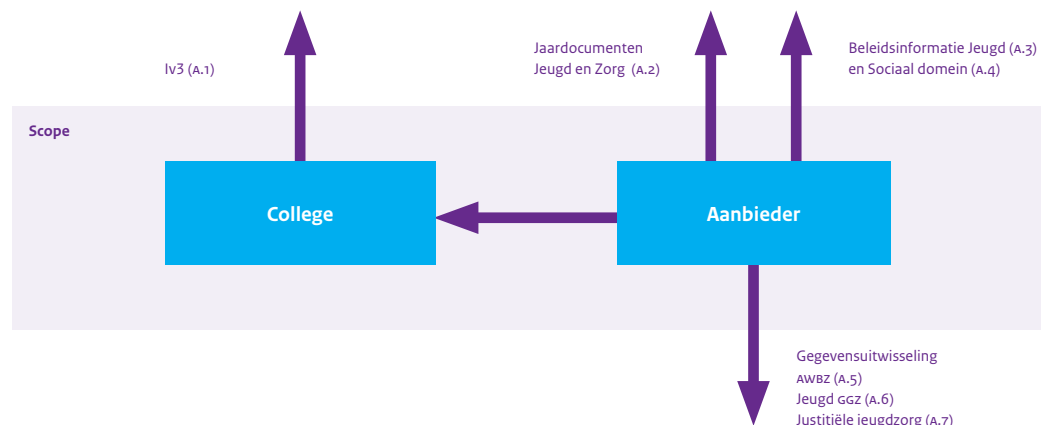 Iv3 (A.1)
Jaardocumenten
Jeugd en Zorg (A.2)
Beleidsinformatie Jeugd (A.3)
en Sociaal domein (A.4)
Scope
College
Aanbieder
Gegevensuitwisseling
AWBZ (A.5)
Jeugd GGZ (A.6)
Justitiële jeugdzorg (A.7)